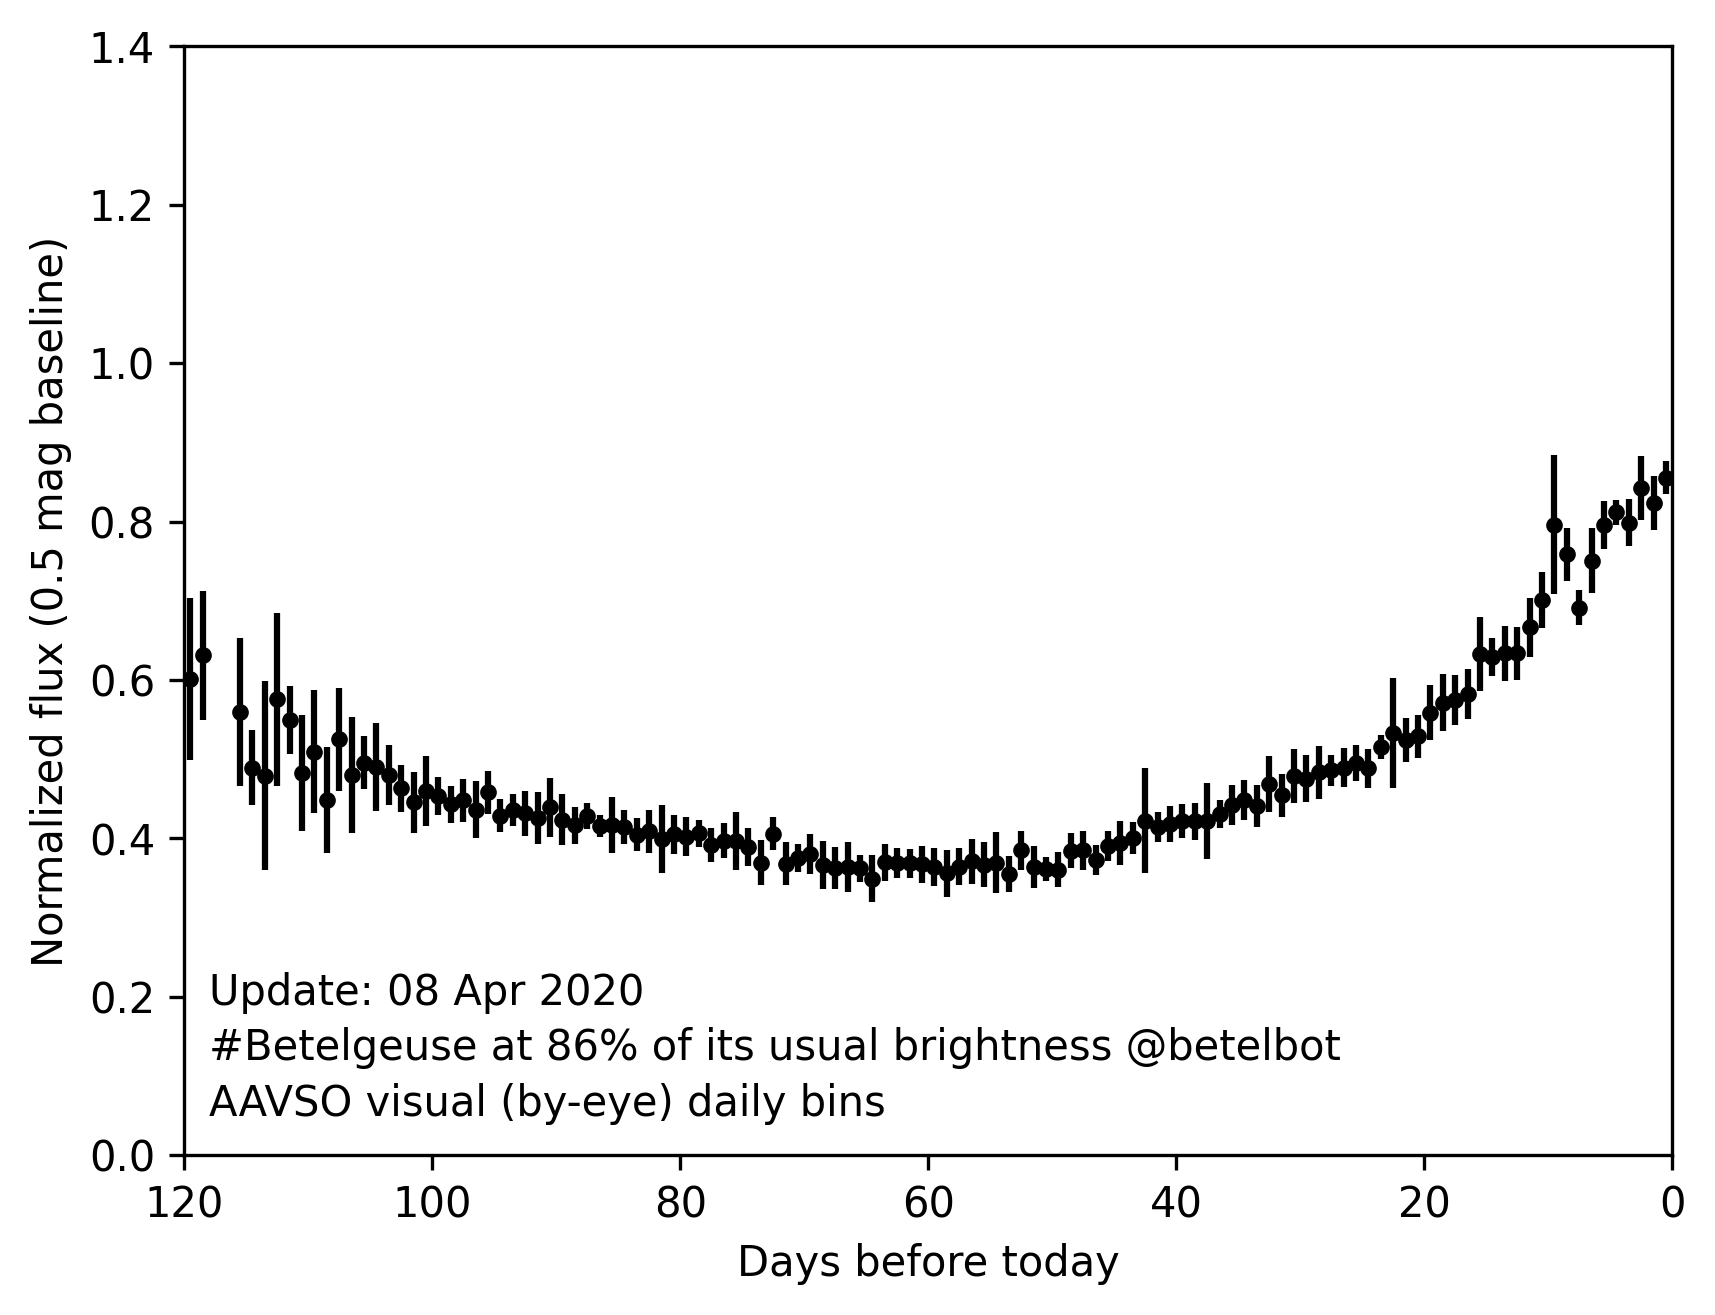 1.4
1.2
1.0
0.8
0.6
0.4
0.2
0.0
Normalized flux (0.5 mag baseline)
Update: 08 Apr 2020
#Betelgeuse at 86% of its usual brightness @betelbot
AAVSO visual (by-eye) daily bins
120 100 80 60 40 20 0
Days before today